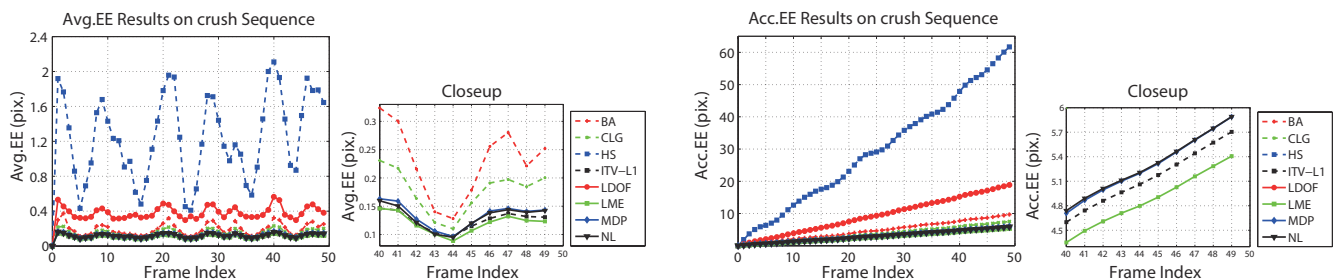 Avg.EE Results on crush Sequence
2.4
2
1.6
1.2
0.8
0.4
0
Avg.EE (pix.)
0 10 20 30 40 50
Frame Index
Closeup
0.3
0.25
0.2
0.15
0.1
Avg.EE (pix.)
40 41 42 43 44 45 46 47 48 49 50
Frame Index
BA
CLG
HS
ITV-L1
LDOF
LME
MDP
NL
Acc.EE Results on crush Sequence
60
50
40
30
20
10
Acc.EE (pix.)
0 10 20 30 40 50
Frame Index
Closeup
6
5.7
5.4
5.1
4.8
4.5
Acc.EE (pix.)
40 41 42 43 44 45 46 47 48 49 50
Frame Index
BA
CLG
HS
ITV-L1
LDOF
LME
MDP
NL